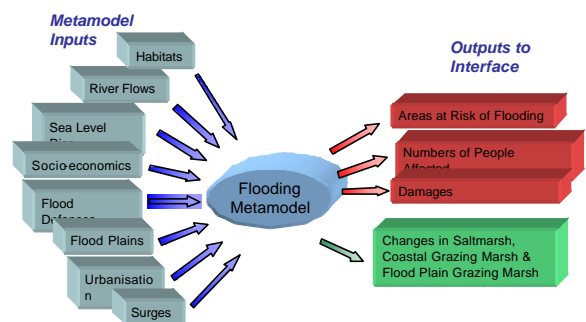 Metamodel
Inputs
Habitats
River Flows
Sea Level
Socio-economics
Flood
Flood Plains
Urbanisatio
n
Surges
Flooding
Metamodel
Outputs to
Interface
Areas at Risk of Flooding
Numbers of People
Affected
Damages
Changes in Saltmarsh,
Coastal Grazing Marsh &
Flood Plain Grazing Marsh